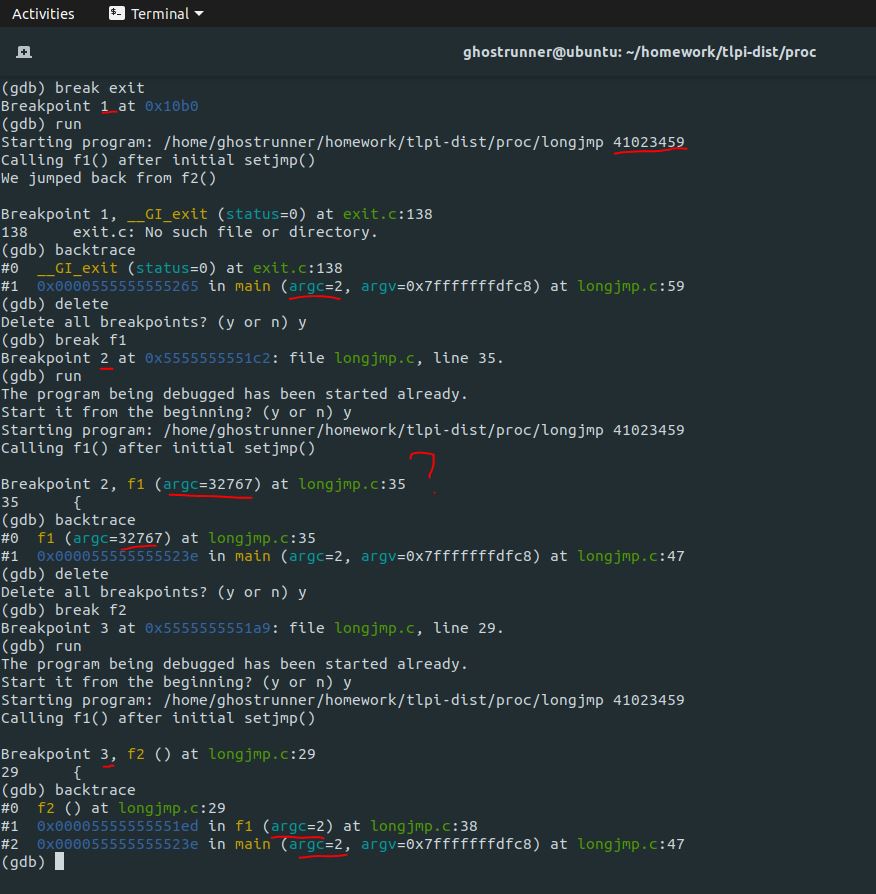 Activities Terminal
ghostrunner@ubuntu: ~/homework/tlpi-dist/proc
(gdb) break exit
Breakpoint 1 at 0x10b0
(gdb) run
Starting program: /home/ghostrunner/homework/tlpi-dist/proc/longjmp 41023459
Calling f1() after initial setjmp()
We jumped back from f2()

Breakpoint 1, __GI_exit (status=0) at exit.c:138
138      exit.c: No such file or directory.
(gdb) backtrace
#0  __GI_exit (status=0) at exit.c:138
#1  0x0000555555555265 in main (argc=2, argv=0x7fffffffdfc8) at longjmp.c:59
(gdb) delete
Delete all breakpoints? (y or n) y
(gdb) break f1
Breakpoint 2 at 0x5555555551c2: file longjmp.c, line 35.
(gdb) run
The program being debugged has been started already.
Start it from the beginning? (y or n) y
Starting program: /home/ghostrunner/homework/tlpi-dist/proc/longjmp 41023459
Calling f1() after initial setjmp()
?
Breakpoint 2, f1 (argc=32767) at longjmp.c:35
35      {
(gdb) backtrace
#0  f1 (argc=32767) at longjmp.c:35
#1  0x000055555555523e in main (argc=2, argv=0x7fffffffdfc8) at longjmp.c:47
(gdb) delete
Delete all breakpoints? (y or n) y
(gdb) break f2
Breakpoint 3 at 0x5555555551a9: file longjmp.c, line 29.
(gdb) run
The program being debugged has been started already.
Start it from the beginning? (y or n) y
Starting program: /home/ghostrunner/homework/tlpi-dist/proc/longjmp 41023459
Calling f1() after initial setjmp()

Breakpoint 3, f2 () at longjmp.c:29
29      {
(gdb) backtrace
#0  f2 () at longjmp.c:29
#1  0x00005555555551ed in f1 (argc=2) at longjmp.c:38
#2  0x000055555555523e in main (argc=2, argv=0x7fffffffdfc8) at longjmp.c:47
(gdb)